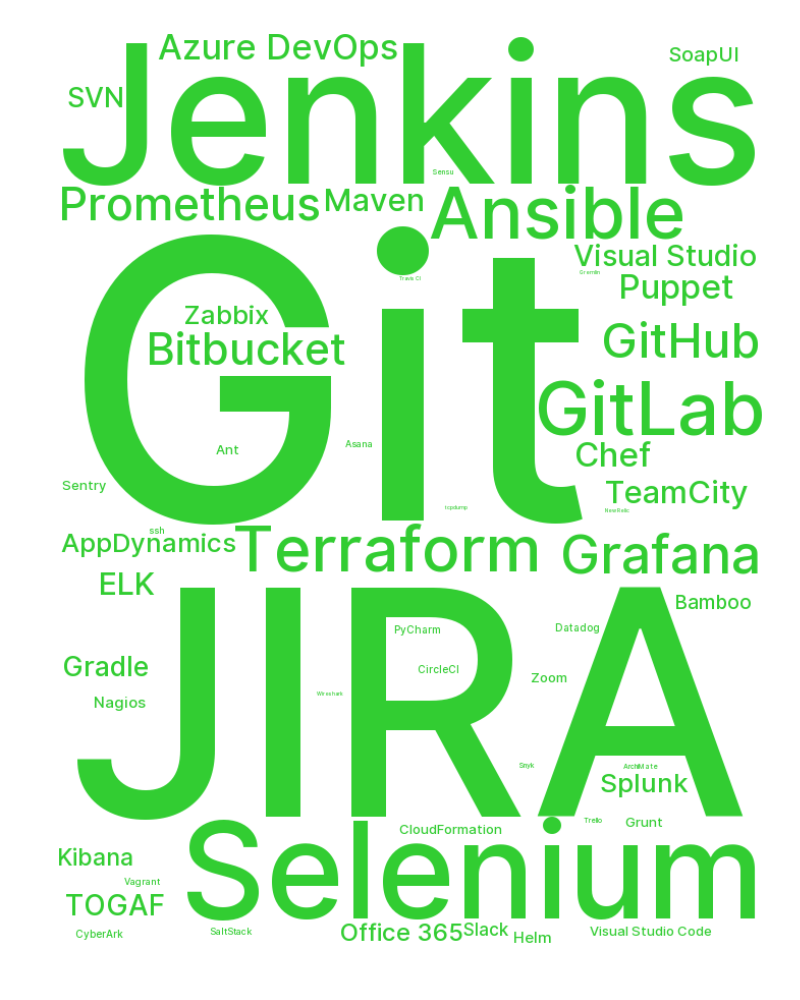 Azure DevOps
SoapUI
SVN
Jenkins
Sensu
Prometheus
Maven
Ansible
Visual Studio
Gremlin
Travis CI
Puppet
Git
Zabbix
Bitbucket
GitHub
GitLab
Asana
Ant
Chef
Sentry
TeamCity
New Relic
ssh
AppDynamics
Terraform
Grafana
ELK
JIRA
Bamboo
PyCharm
Datadog
Gradle
CircleCI
Zoom
Wireshark
Nagios
Snyk
ArchiMate
Splunk
Trello
Grunt
CloudFormation
Selenium
Kibana
Vagrant
TOGAF
CyberArk
SaltStack
Office 365
Slack
Helm
Visual Studio Code